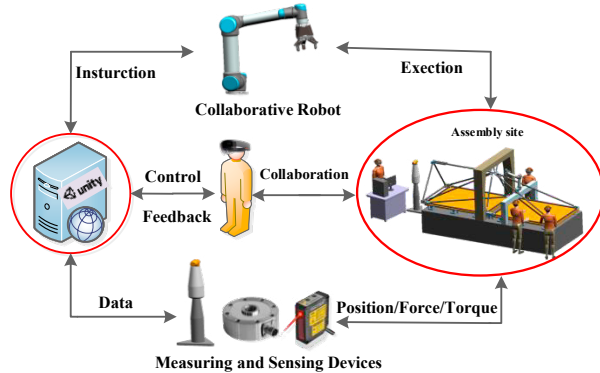 Insturction
Exection
Collaborative Robot
Assembly site
unity
Control
Collaboration
Feedback
Data
Position/Force/Torque
Measuring and Sensing Devices